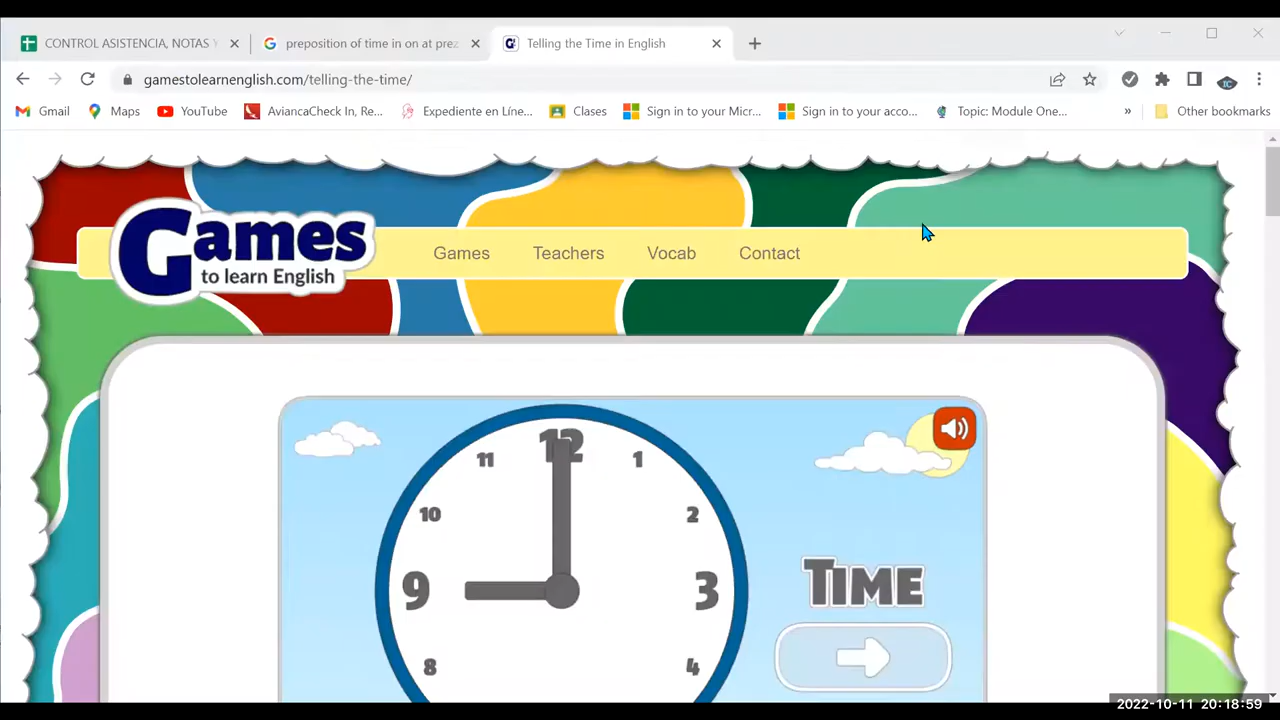 CONTROL ASISTENCIA, NOTAS Y
preposition of time in on at prez
Telling the Time in English
gamestolearnenglish.com/telling-the-time/
Gmail
Maps
YouTube
AviancaCheck In, Re...
Expediente en Líne...
Clases
Sign in to your Micr...
Sign in to your acco...
Topic: Module One...
»
Other bookmarks
Games
to learn English
Games
Teachers
Vocab
Contact
12
11
1
10
2
9
3
8
4
TIME
2022-10-11 20:18:59